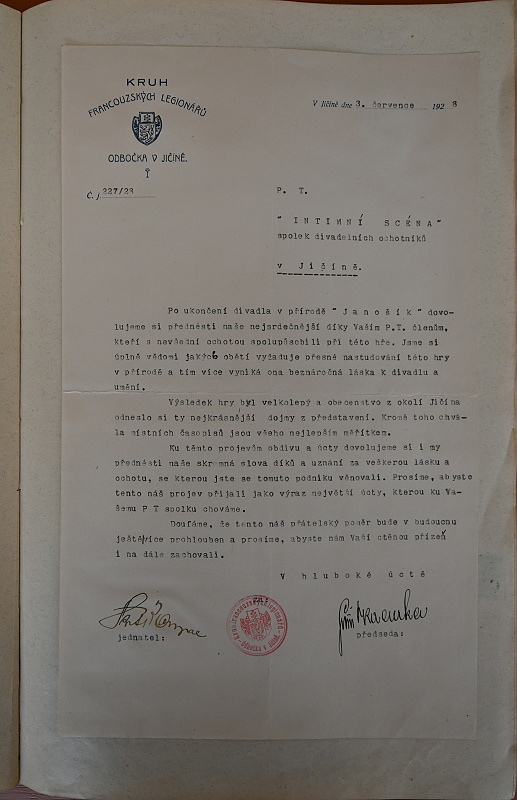 KRUH
FRANCOUZSKÝCH LEGIONÁŘŮ
ODBOČKA V JIČÍNĚ.
V Jičíně dne 3. července 1928
Č. j. 227/28
P. T.
" INTIMNÍ SCÉNA "
spolek divadelních ochotníků
v Jičíně.
Po ukončení divadla v přírodě " Janošík " dovo-
lujeme si přednésti naše nejsrdečnější díky Vašim P.T. členům,
kteří s nevšední ochotou spolupůsobili při této hře. Jsme si
úplně vědomi jakých obětí vyžaduje přesné nastudování této hry
v přírodě a tím více vyniká ona beznáročná láska k divadlu a
umění.
Výsledek hry byl velkolepý a obecenstvo z okolí Jičína
odneslo si ty nejkrásnější dojmy z představení. Kromě toho chvá-
la místních časopisů jsou všeho nejlepším měřítkem.
Ku těmto projevům obdivu a úcty dovolujeme si i my
přednésti naše skromná slova díků a uznání za veškerou lásku a
ochotu, se kterou jste se tomuto podniku věnovali. Prosíme, abyste
tento náš projev přijali jako výraz největší úcty, kterou ku Va-
šemu P T spolku chováme.
Doufáme, že tento náš přátelský poměr bude v budoucnu
ještě více prohlouben a prosíme, abyste nám Vaši ctěnou přízeň
i na dále zachovali.
V hluboké úctě
jednatel:
předseda: